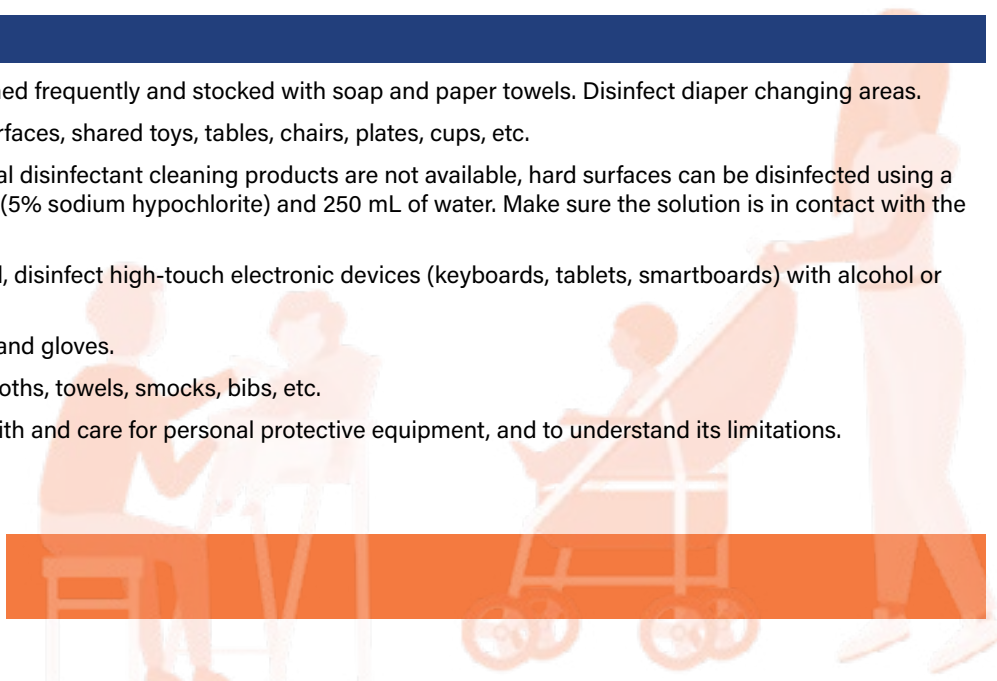 ed frequently and stocked with soap and paper towels. Disinfect diaper changing areas.
faces, shared toys, tables, chairs, plates, cups, etc.
al disinfectant cleaning products are not available, hard surfaces can be disinfected using a
(5% sodium hypochlorite) and 250 mL of water. Make sure the solution is in contact with the
disinfect high-touch electronic devices (keyboards, tablets, smartboards) with alcohol or
and gloves.
oths, towels, smocks, bibs, etc.
ith and care for personal protective equipment, and to understand its limitations.